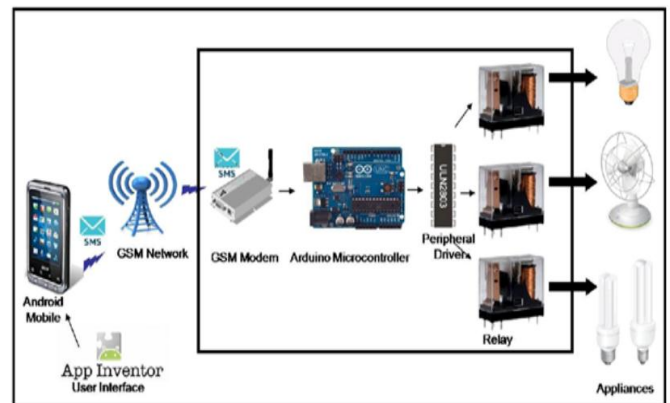 SMS
GSM Network
SMS
GSM Modem
Arduino Microcontroller
ULN2803
Peripheral
Driver
Relay
Android
Mobile
App Inventor
User Interface
Appliances